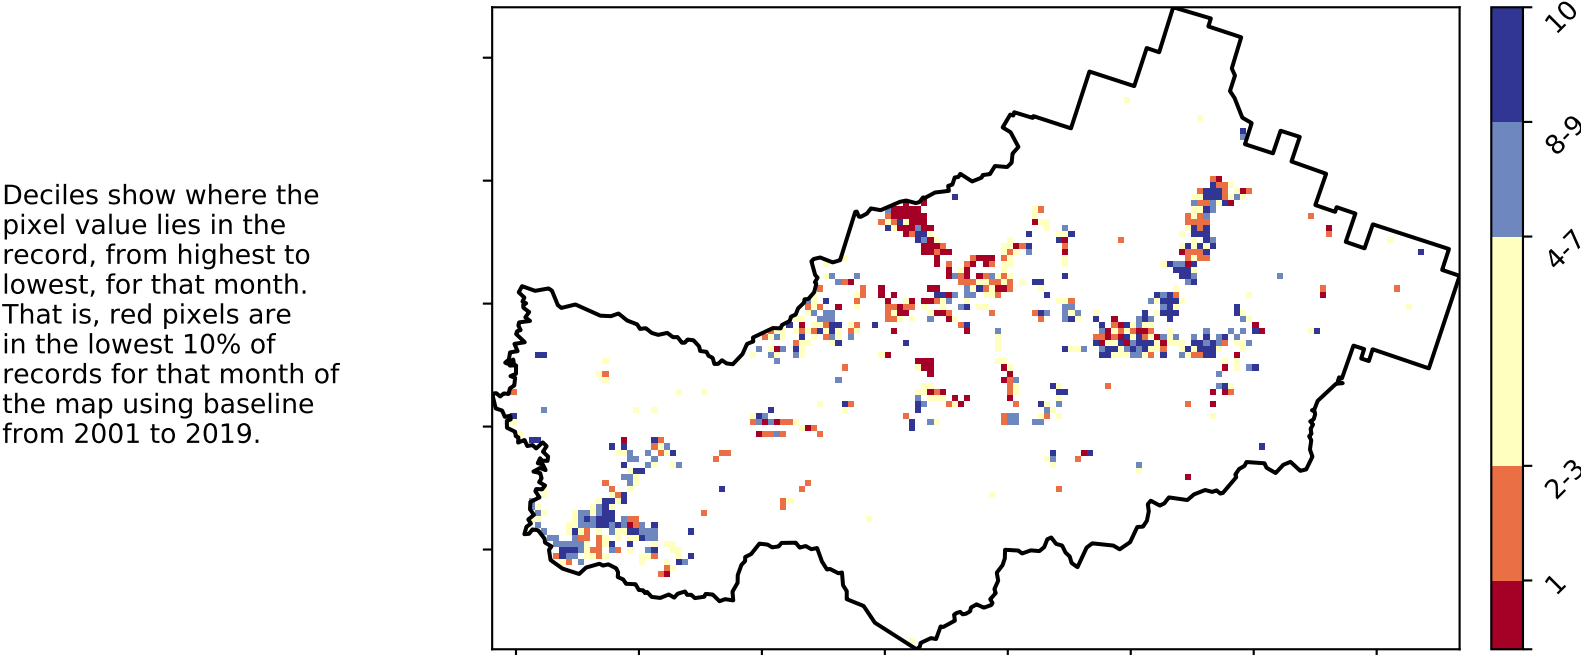 Deciles show where the
pixel value lies in the
record, from highest to
lowest, for that month.
That is, red pixels are
in the lowest 10% of
records for that month of
the map using baseline
from 2001 to 2019.
10
8-9
4-7
2-3
1